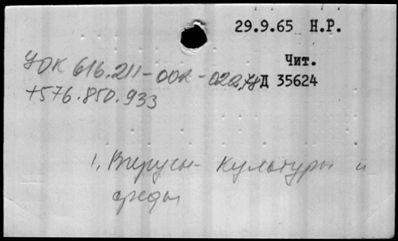 29.9.65 Н.Р.
Чит.
УДК 616.211-002-022.7 Д 35624
+576.850.933
1. Вирусы - культуры и
среды